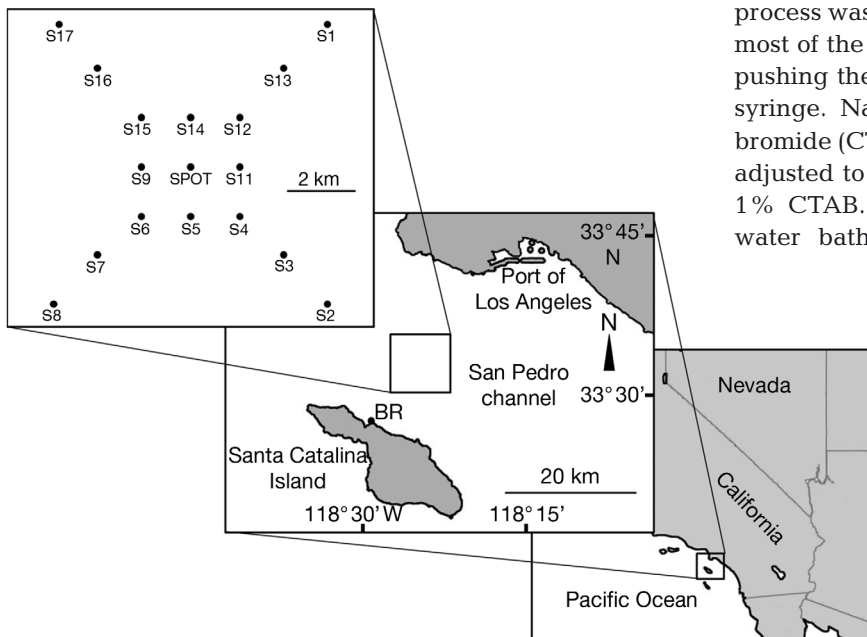 S17
S1
S16
S13
S15
S14
S12
S9
SPOT
S11
2 km
S6
S5
S4
S7
S3
S8
S2
process was
most of the
pushing the
syringe. Na
bromide (CT
adjusted to
1% CTAB.
water bath
33°45'
N
Port of
Los Angeles
N
San Pedro
channel
33°30'
BR
Santa Catalina
Island
20 km
118°30'W
118°15'
Nevada
California
Pacific Ocean